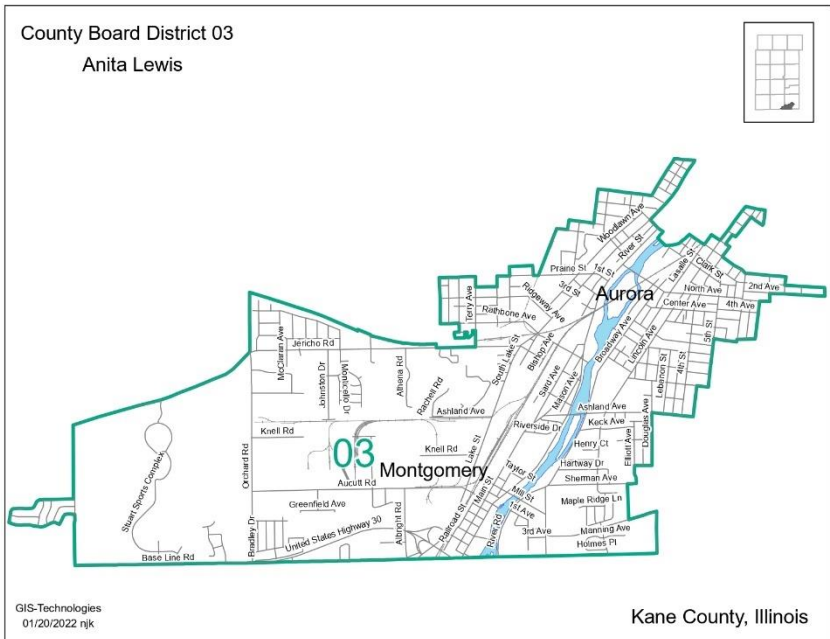 County Board District 03
Anita Lewis
Woodlawn Ave
River St
Lasalle St
Clark St
Prairie St
1st St
3rd St
Aurora
North Ave
2nd Ave
Terry Ave
Rathbone Ave
Ridgeway Ave
Center Ave
4th Ave
McClaran Ave
Jericho Rd
Johnston Dr
Monticello Dr
Athena Rd
Rachell Rd
South Lake St
Bishop Ave
Sard Ave
Mason Ave
Broadway Ave
Lincoln Ave
Lebanon St
4th St
5th St
Ashland Ave
Ashland Ave
Riverside Dr
Keck Ave
Douglas Ave
Elliott Ave
Henry Ct
Stuart Sports Complex
Orchard Rd
Knell Rd
03
Knell Rd
Lake St
Montgomery
Hartway Dr
Taylor St
Sherman Ave
Aucutt Rd
Main St
Mill St
Maple Ridge Ln
Greenfield Ave
1st Ave
Railroad St
Albright Rd
River Rd
3rd Ave
Manning Ave
Holmes Pl
Bradley Dr
United States Highway 30
Base Line Rd
GIS-Technologies
01/20/2022 njk
Kane County, Illinois